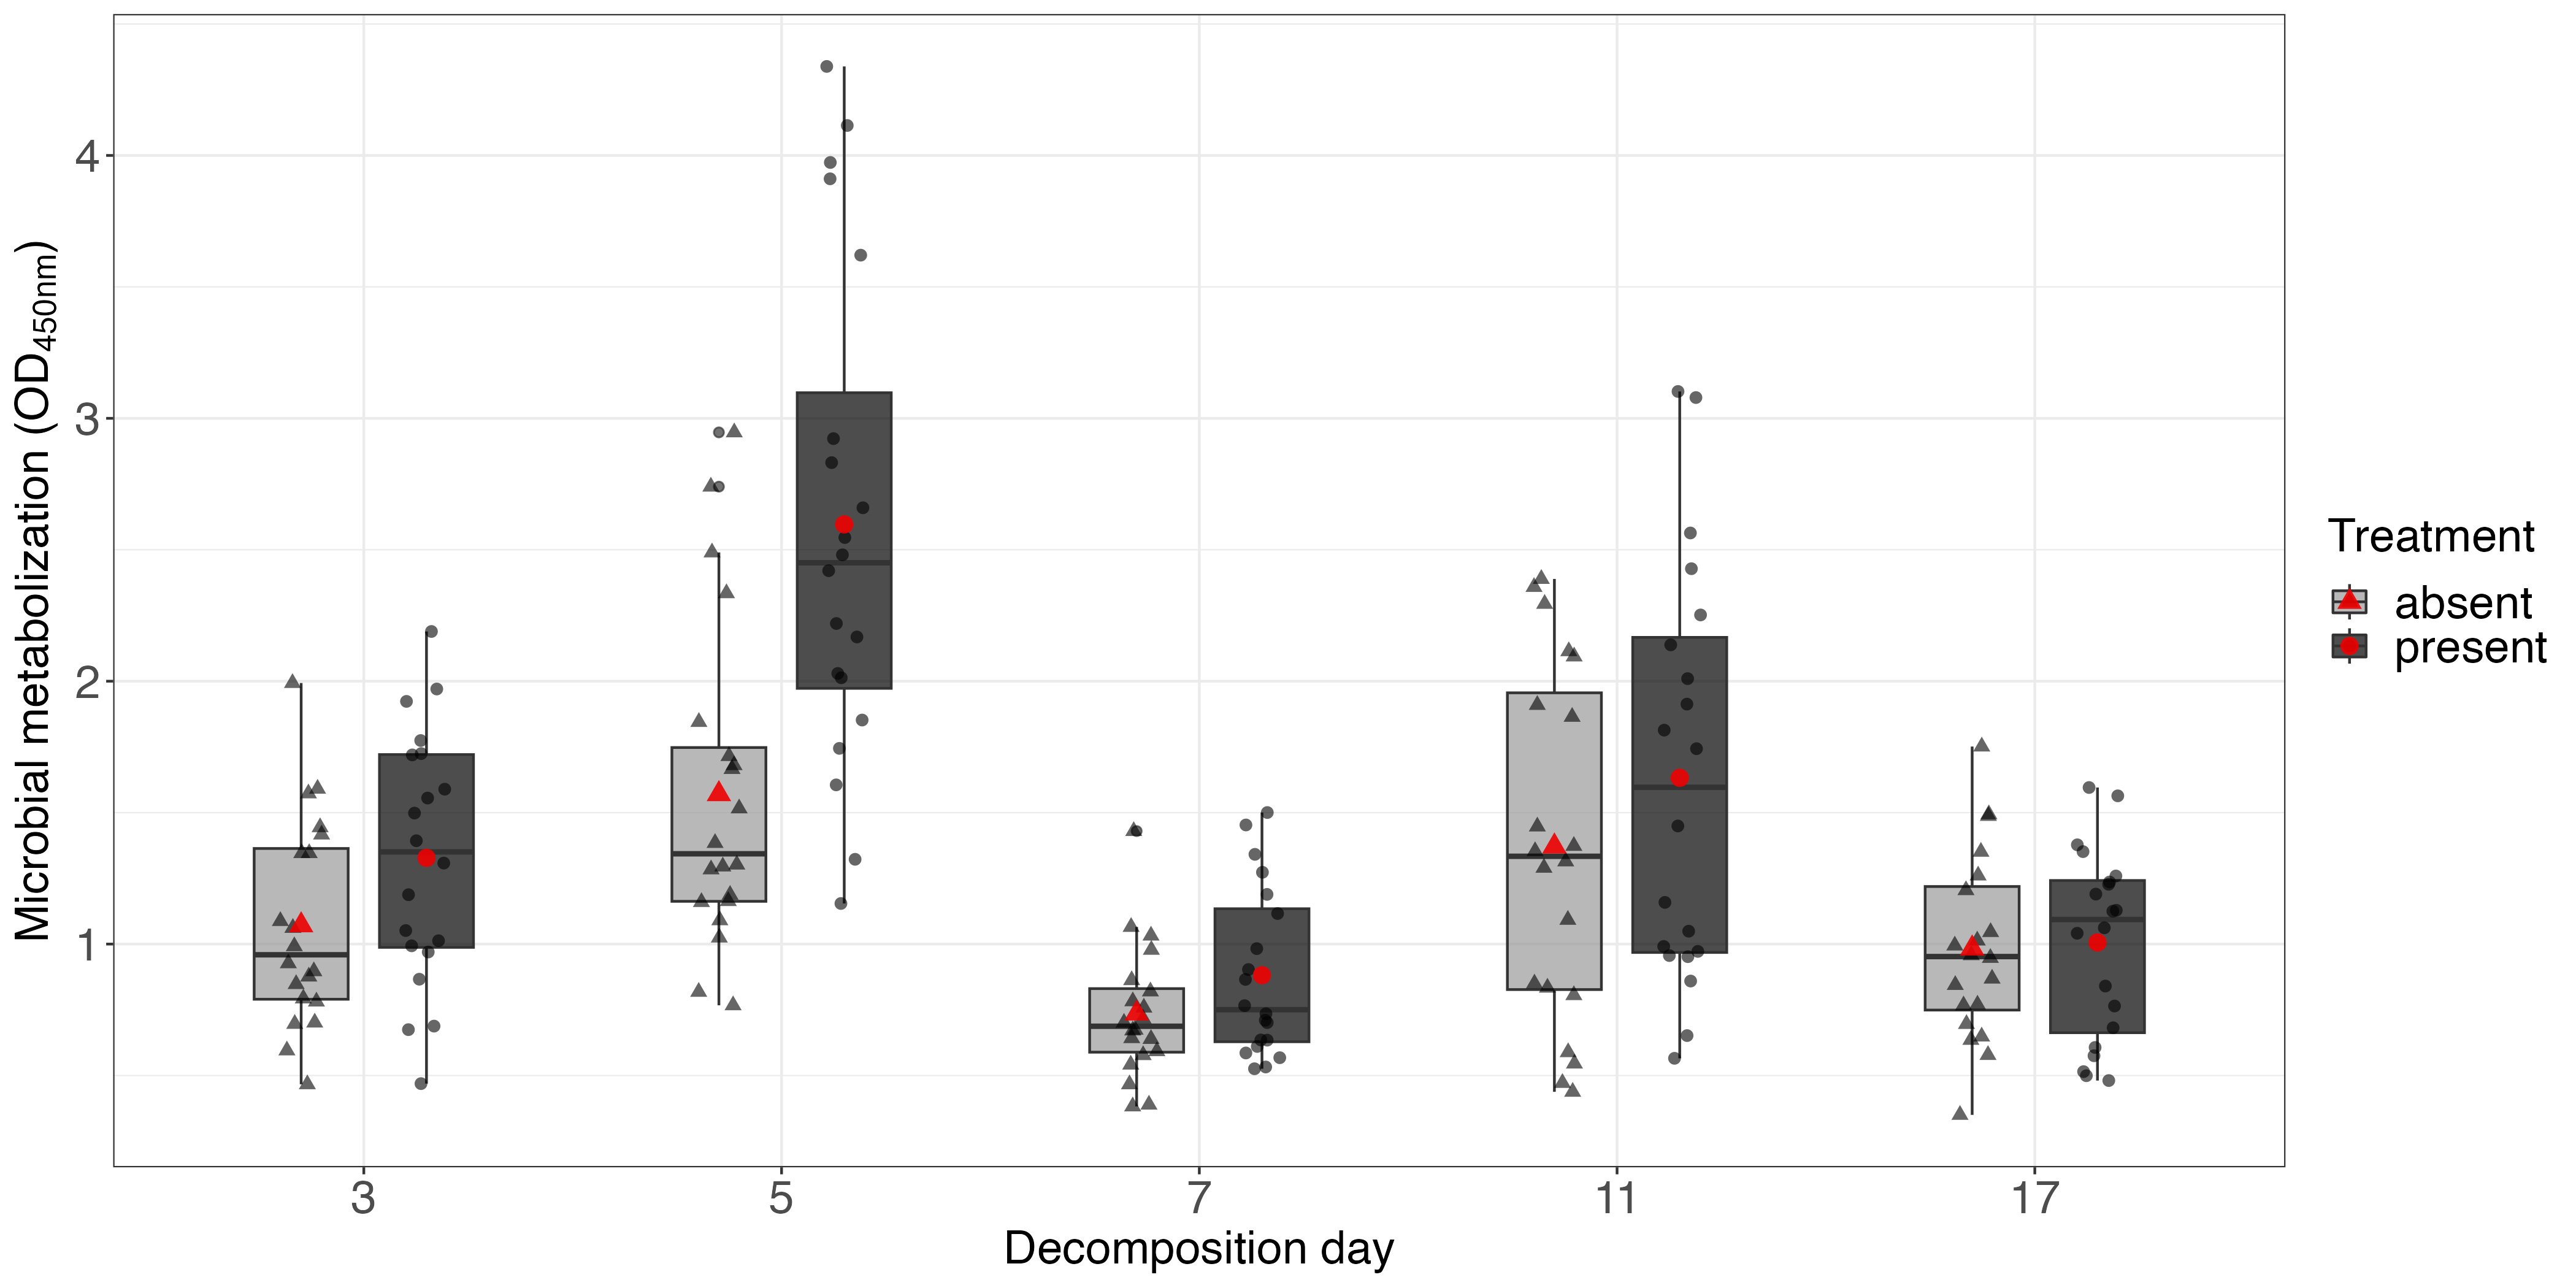 Microbial metabolization (OD450nm)
4
3
2
1
3 5 7 11 17
Decomposition day
Treatment
absent
present